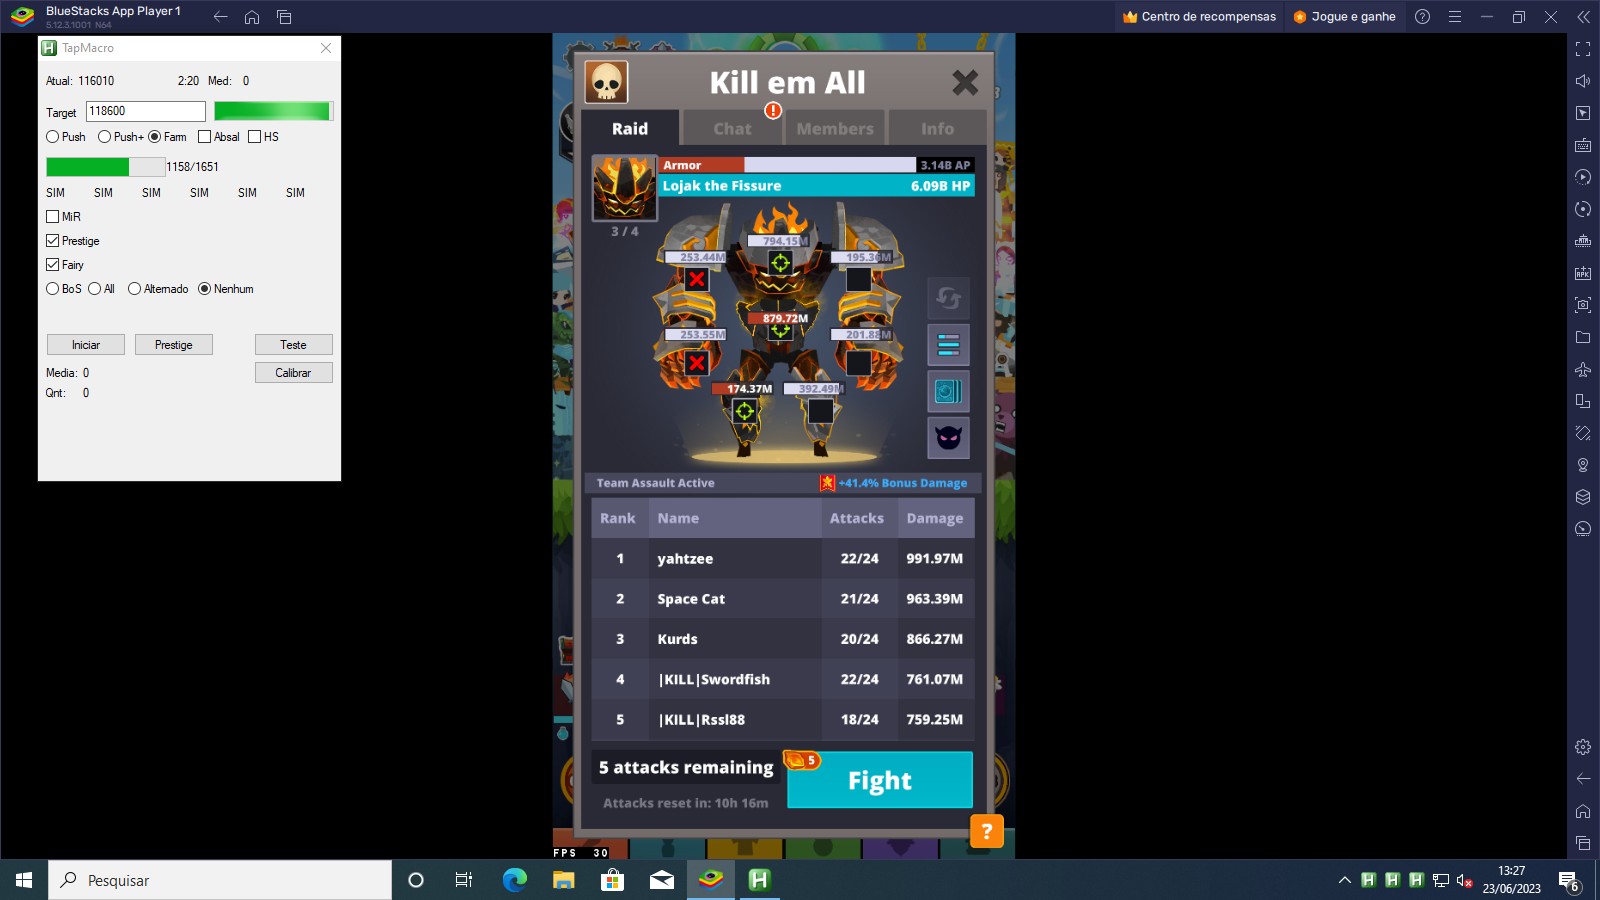 BlueStacks App Player 1
5.12.3.1001 N64
Centro de recompensas
Jogue e ganhe
TapMacro
Atual: 116010 2:20 Med: 0
Target 118600
Push Push+ Farm Absal HS
1158/1651
SIM SIM SIM SIM SIM SIM
MiR
Prestige
Fairy
BoS All Alternado Nenhum
Iniciar Prestige Teste
Media: 0 Calibrar
Qnt: 0
Kill em All
Raid Chat Members Info
Armor 3.14B AP
Lojak the Fissure 6.09B HP
3 / 4
794.15M
253.44M 195.36M
879.72M
253.55M 201.88M
174.37M 392.49M
Team Assault Active +41.4% Bonus Damage
Rank Name Attacks Damage
1 yahtzee 22/24 991.97M
2 Space Cat 21/24 963.39M
3 Kurds 20/24 866.27M
4 |KILL|Swordfish 22/24 761.07M
5 |KILL|Rssl88 18/24 759.25M
5 attacks remaining
5
Fight
Attacks reset in: 10h 16m
?
FPS 30
Pesquisar
13:27
23/06/2023
6